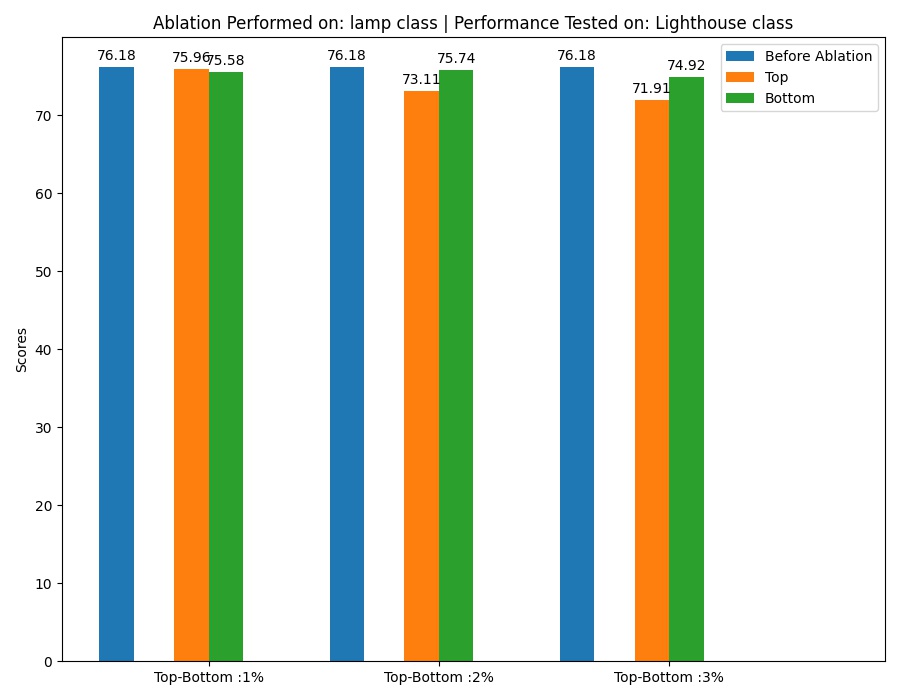 Ablation Performed on: lamp class | Performance Tested on: Lighthouse class
Before Ablation
Top
Bottom
76.18
75.96
75.58
76.18
73.11
75.74
76.18
71.91
74.92
Scores
70
60
50
40
30
20
10
0
Top-Bottom :1%
Top-Bottom :2%
Top-Bottom :3%